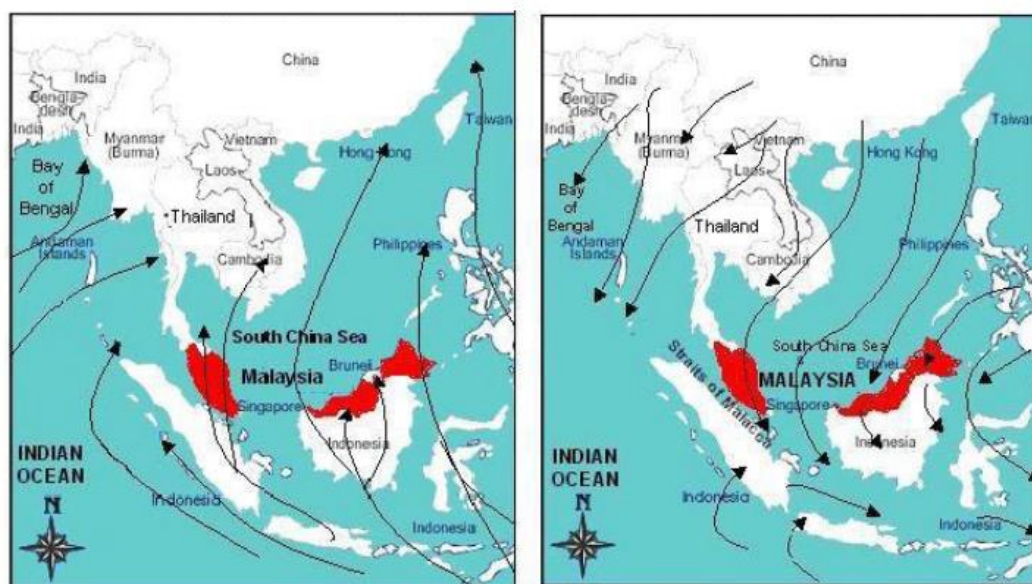 China
India
Bengla-
desh
India
Myanmar
(Burma)
Vietnam
Laos
Hong Kong
Taiwan
Bay
of
Bengal
Thailand
Andaman
Islands
Cambodia
Philippines
South China Sea
Brunei
Malaysia
Singapore
Indonesia
INDIAN
OCEAN
N
Indonesia
Indonesia
China
India
Bengla-
desh
India
Myanmar
(Burma)
Vietnam
Laos
Hong Kong
Taiwan
Bay
of
Bengal
Thailand
Andaman
Islands
Cambodia
Philippines
South China Sea
Brunei
Straits of Malacca
MALAYSIA
Singapore
Indonesia
INDIAN
OCEAN
N
Indonesia
Indonesia